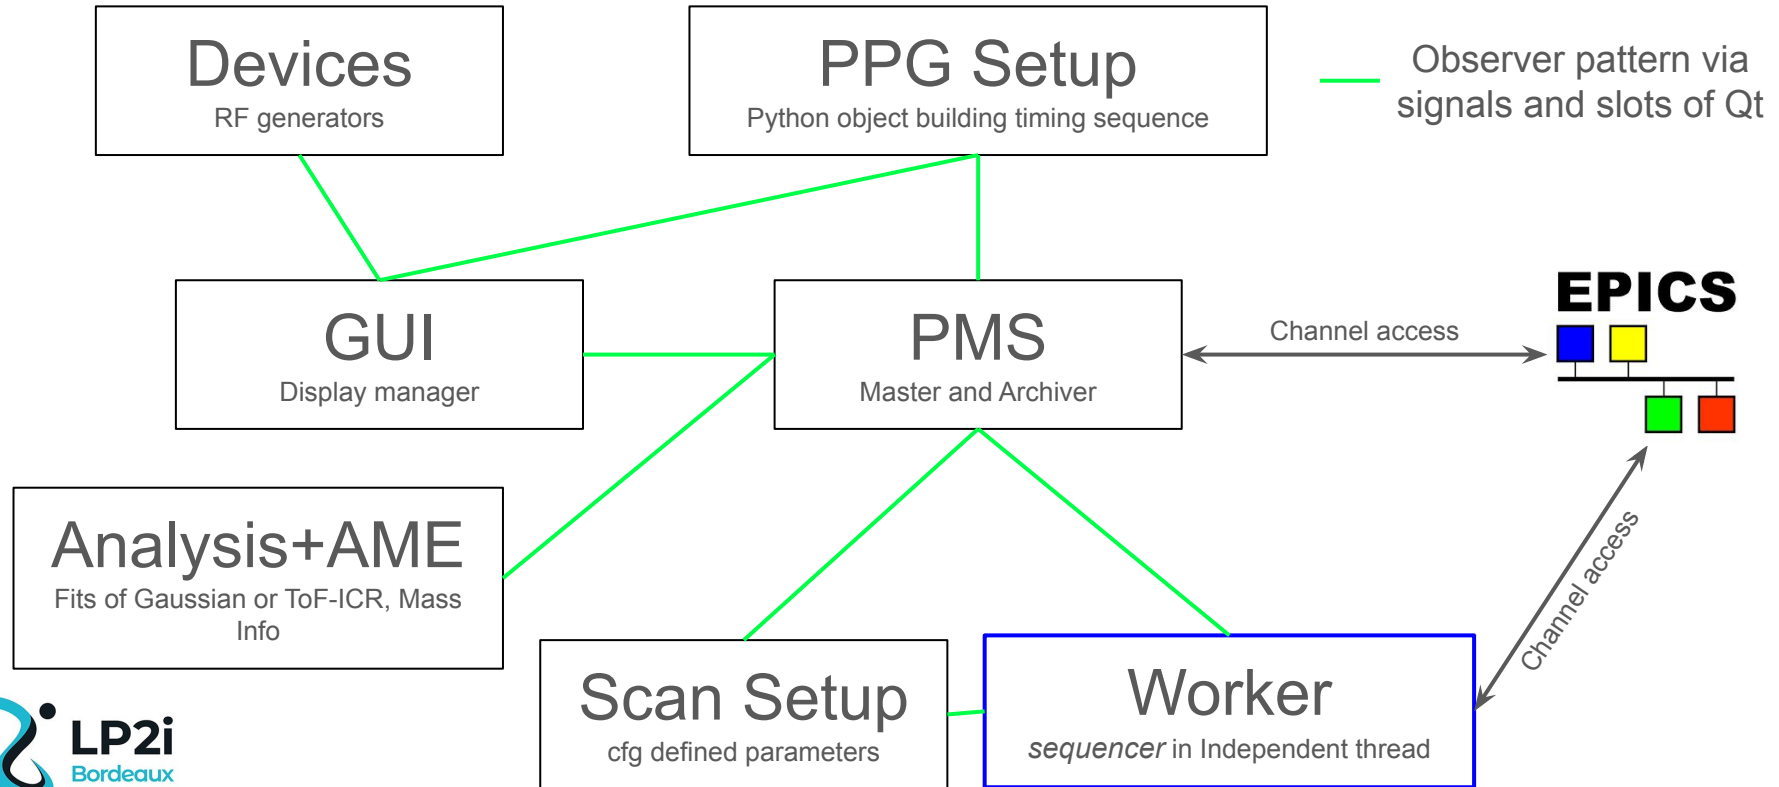 Devices
RF generators
PPG Setup
Python object building timing sequence
Observer pattern via
signals and slots of Qt
GUI
Display manager
PMS
Master and Archiver
Channel access
EPICS
Analysis+AME
Fits of Gaussian or ToF-ICR, Mass
Info
Scan Setup
cfg defined parameters
Worker
sequencer in Independent thread
Channel access
LP2i
Bordeaux